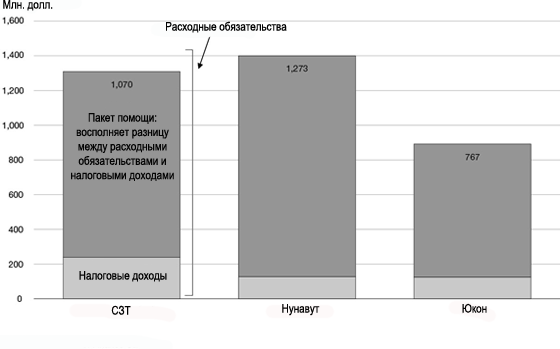 Млн. долл.
1,600
Расходные обязательства
1,400
1,200
1,000
800
600
400
200
0
1,070
Пакет помощи:
восполняет разницу
между расходными
обязательствами и
налоговыми доходами
Налоговые доходы
1,273
767
СЗТ
Нунавут
Юкон